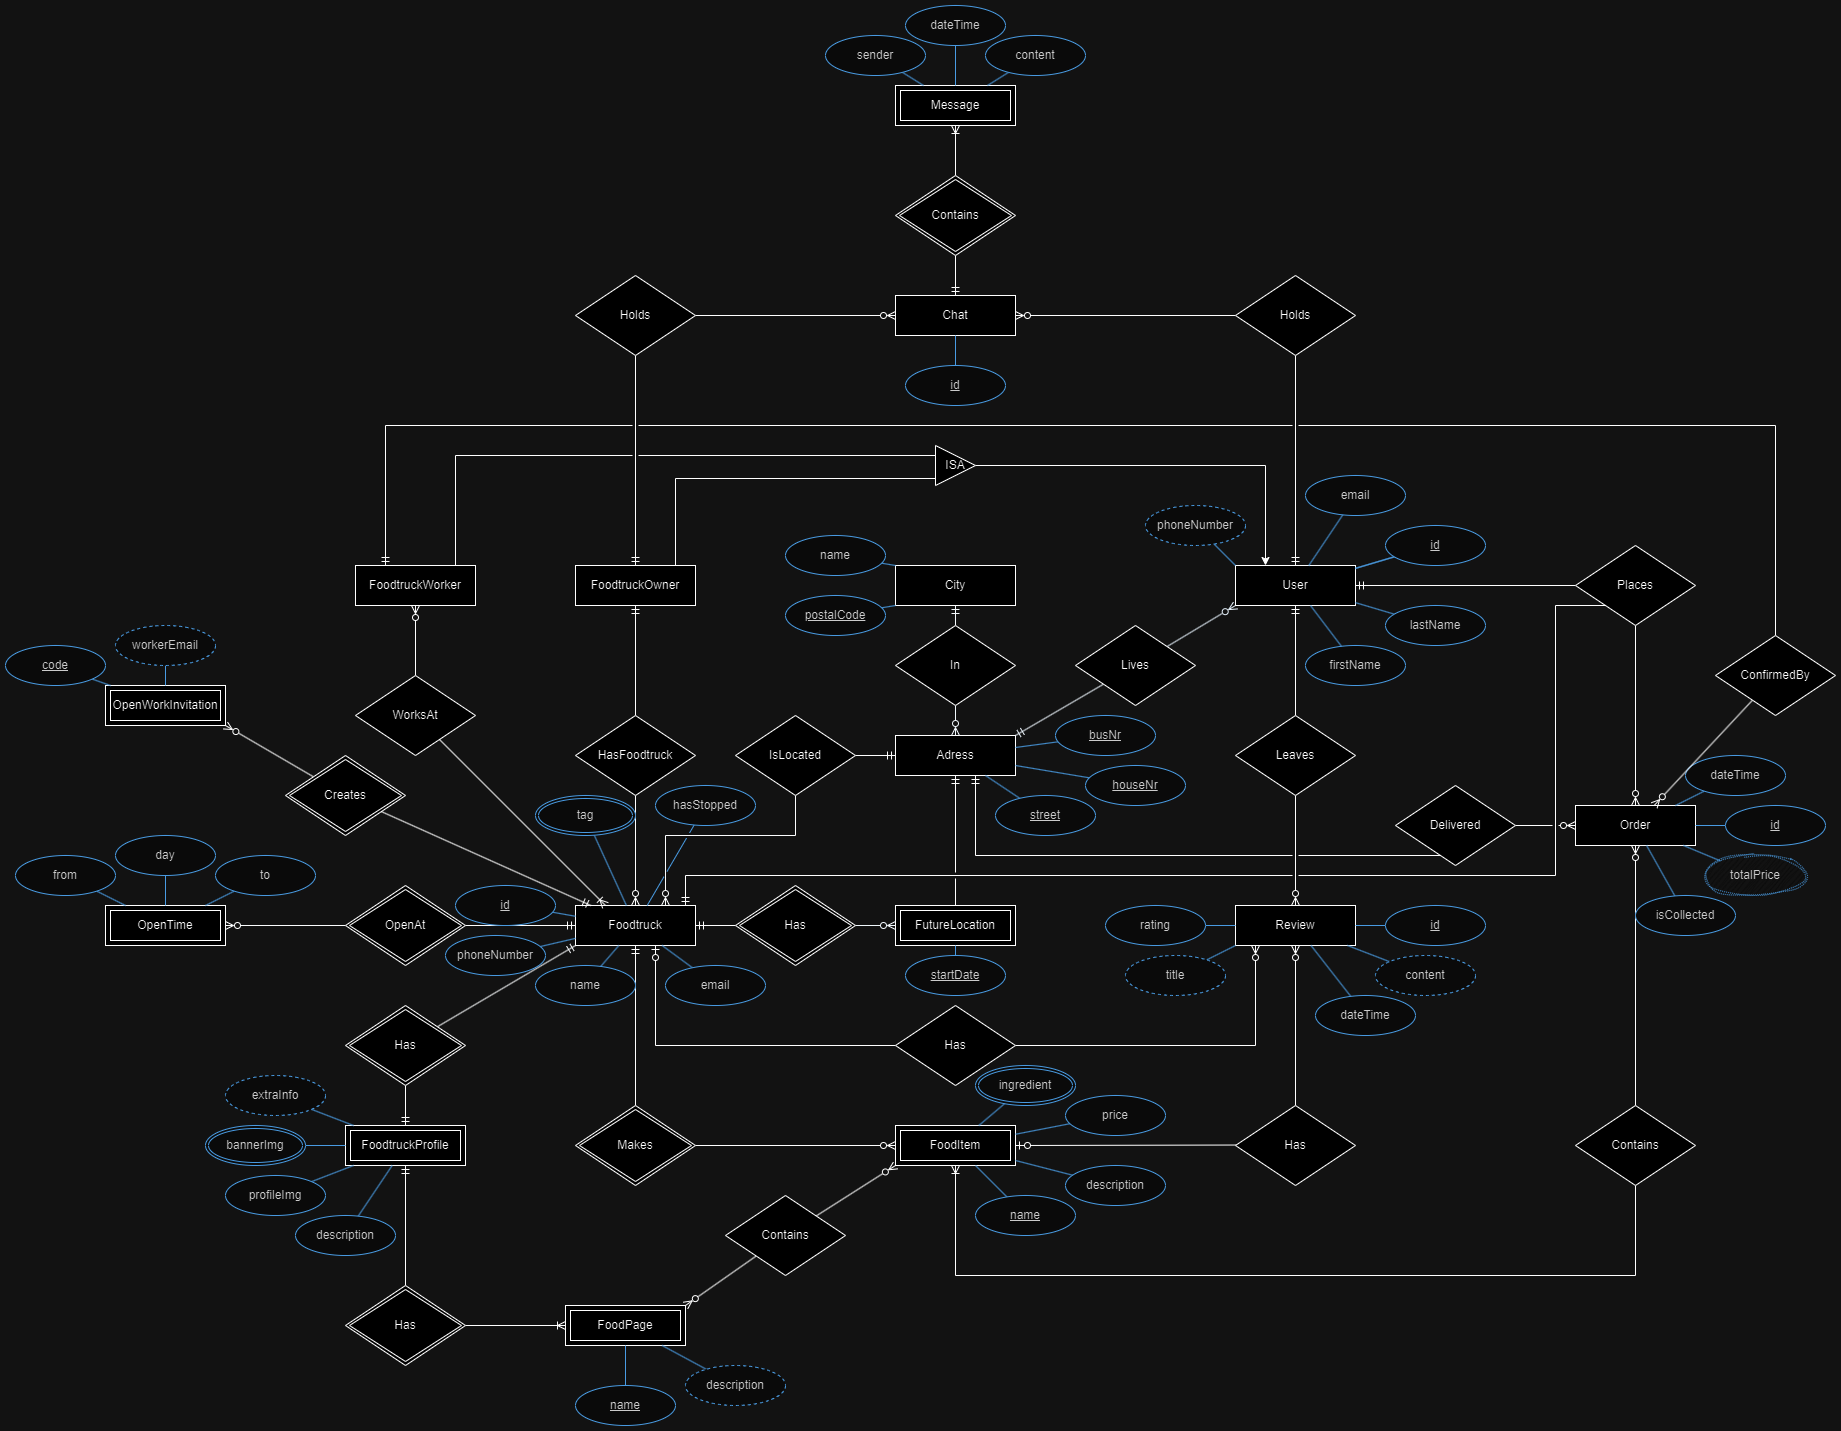 dateTime
sender
content
Message
Contains
Holds
Chat
Holds
id
ISA
email
phoneNumber
id
name
FoodtruckWorker
FoodtruckOwner
City
User
Places
postalCode
lastName
workerEmail
code
In
Lives
firstName
ConfirmedBy
OpenWorkInvitation
WorksAt
busNr
HasFoodtruck
IsLocated
Adress
Leaves
dateTime
houseNr
Creates
hasStopped
tag
street
Delivered
Order
id
day
from
to
totalPrice
id
isCollected
OpenTime
OpenAt
Foodtruck
Has
FutureLocation
rating
Review
id
phoneNumber
name
email
startDate
title
content
dateTime
Has
Has
ingredient
extraInfo
price
bannerImg
FoodtruckProfile
Makes
FoodItem
Has
Contains
profileImg
description
name
description
Contains
Has
FoodPage
description
name